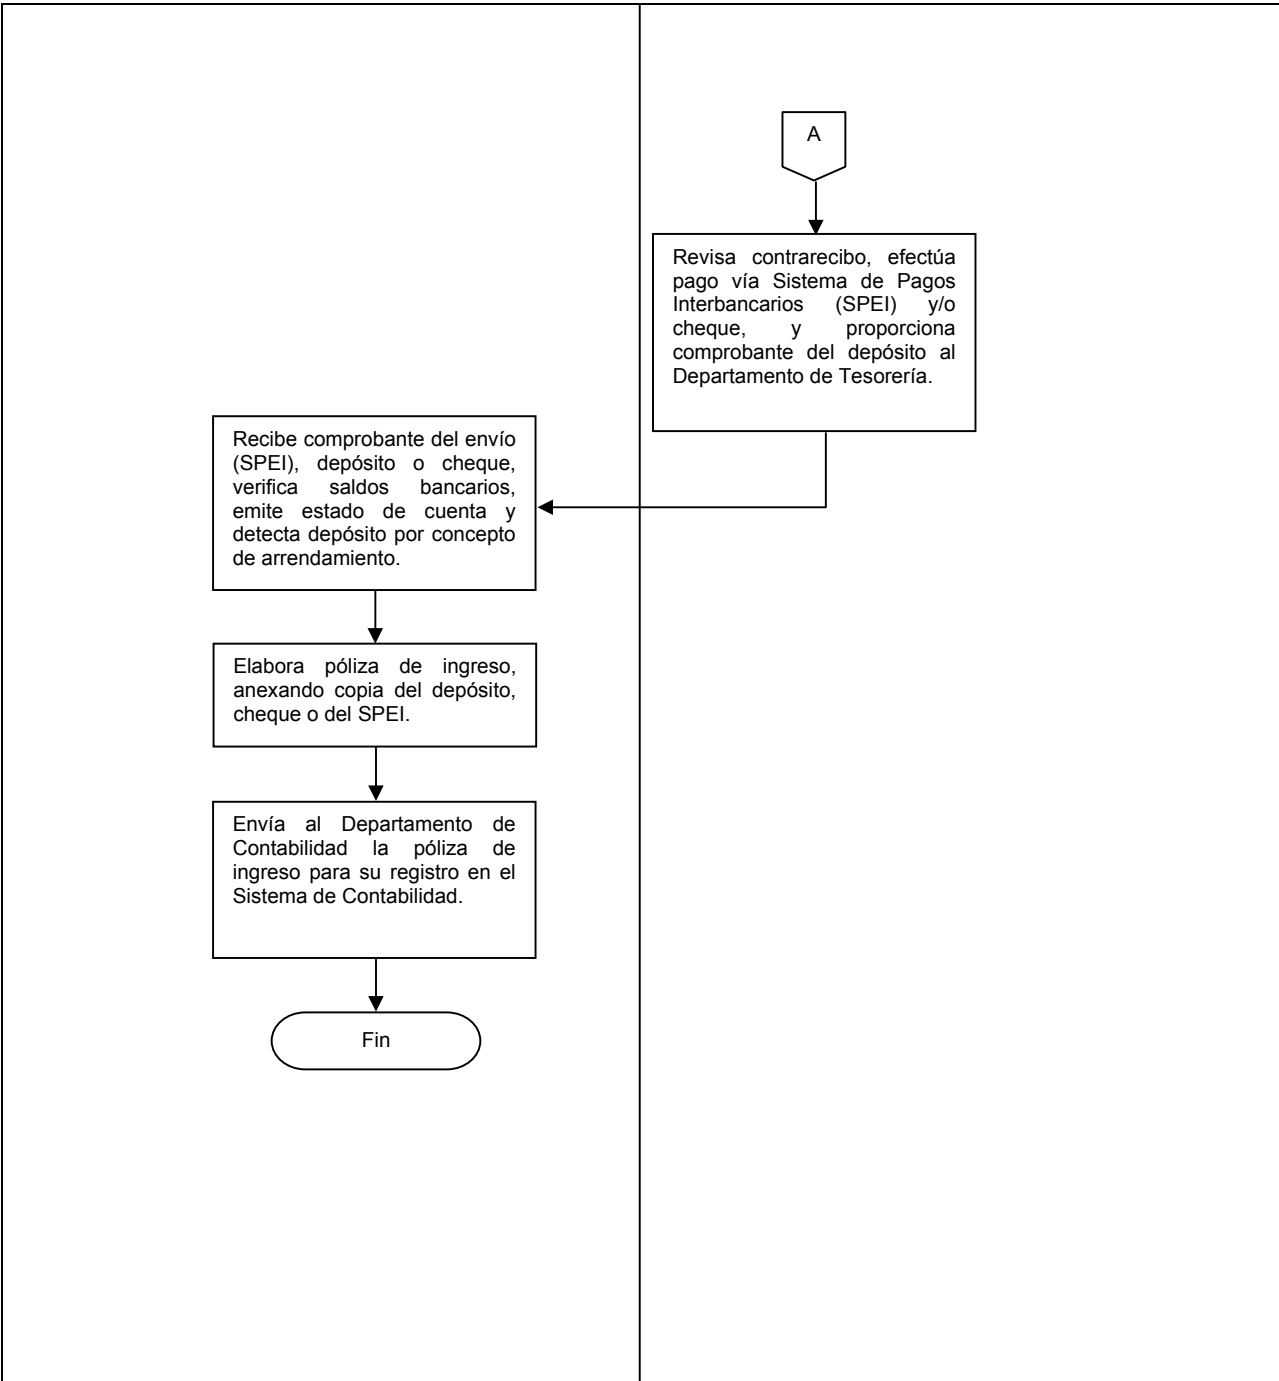 A
Revisa contrarecibo, efectúa
pago vía Sistema de Pagos
Interbancarios (SPEI) y/o
cheque, y proporciona
comprobante del depósito al
Departamento de Tesorería.
Recibe comprobante del envío
(SPEI), depósito o cheque,
verifica saldos bancarios,
emite estado de cuenta y
detecta depósito por concepto
de arrendamiento.
Elabora póliza de ingreso,
anexando copia del depósito,
cheque o del SPEI.
Envía al Departamento de
Contabilidad la póliza de
ingreso para su registro en el
Sistema de Contabilidad.
Fin